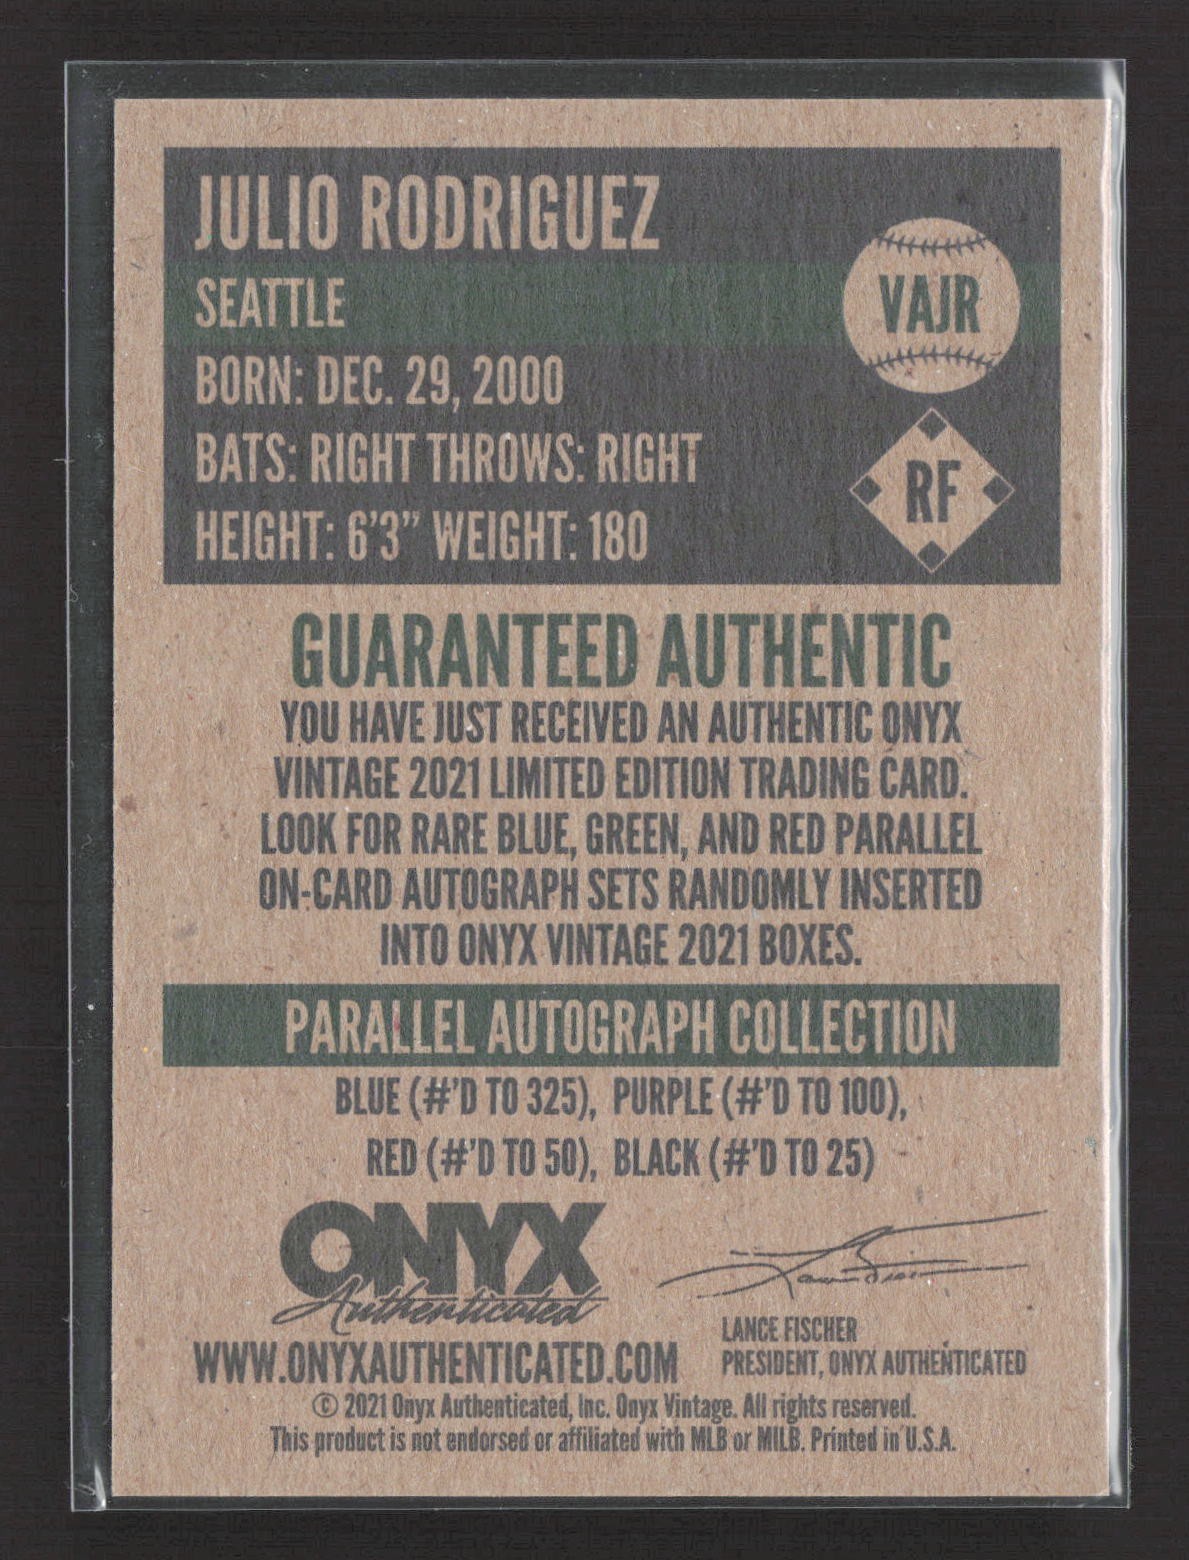 JULIO RODRIGUEZ
SEATTLE
VAJR
BORN: DEC. 29, 2000
BATS: RIGHT THROWS: RIGHT
RF
HEIGHT: 6'3" WEIGHT: 180
GUARANTEED AUTHENTIC
YOU HAVE JUST RECEIVED AN AUTHENTIC ONYX
VINTAGE 2021 LIMITED EDITION TRADING CARD.
LOOK FOR RARE BLUE, GREEN, AND RED PARALLEL
ON-CARD AUTOGRAPH SETS RANDOMLY INSERTED
INTO ONYX VINTAGE 2021 BOXES.
PARALLEL AUTOGRAPH COLLECTION
BLUE (#'D TO 325), PURPLE (#'D TO 100),
RED (#'D TO 50), BLACK (#'D TO 25)
ONYX
Authenticated
WWW.ONYXAUTHENTICATED.COM
LANCE FISCHER
PRESIDENT, ONYX AUTHENTICATED
© 2021 Onyx Authenticated, Inc. Onyx Vintage. All rights reserved.
This product is not endorsed or affiliated with MLB or MILB. Printed in U.S.A.